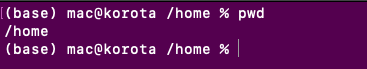 (base) mac@korota /home % pwd
/home
(base) mac@korota /home %